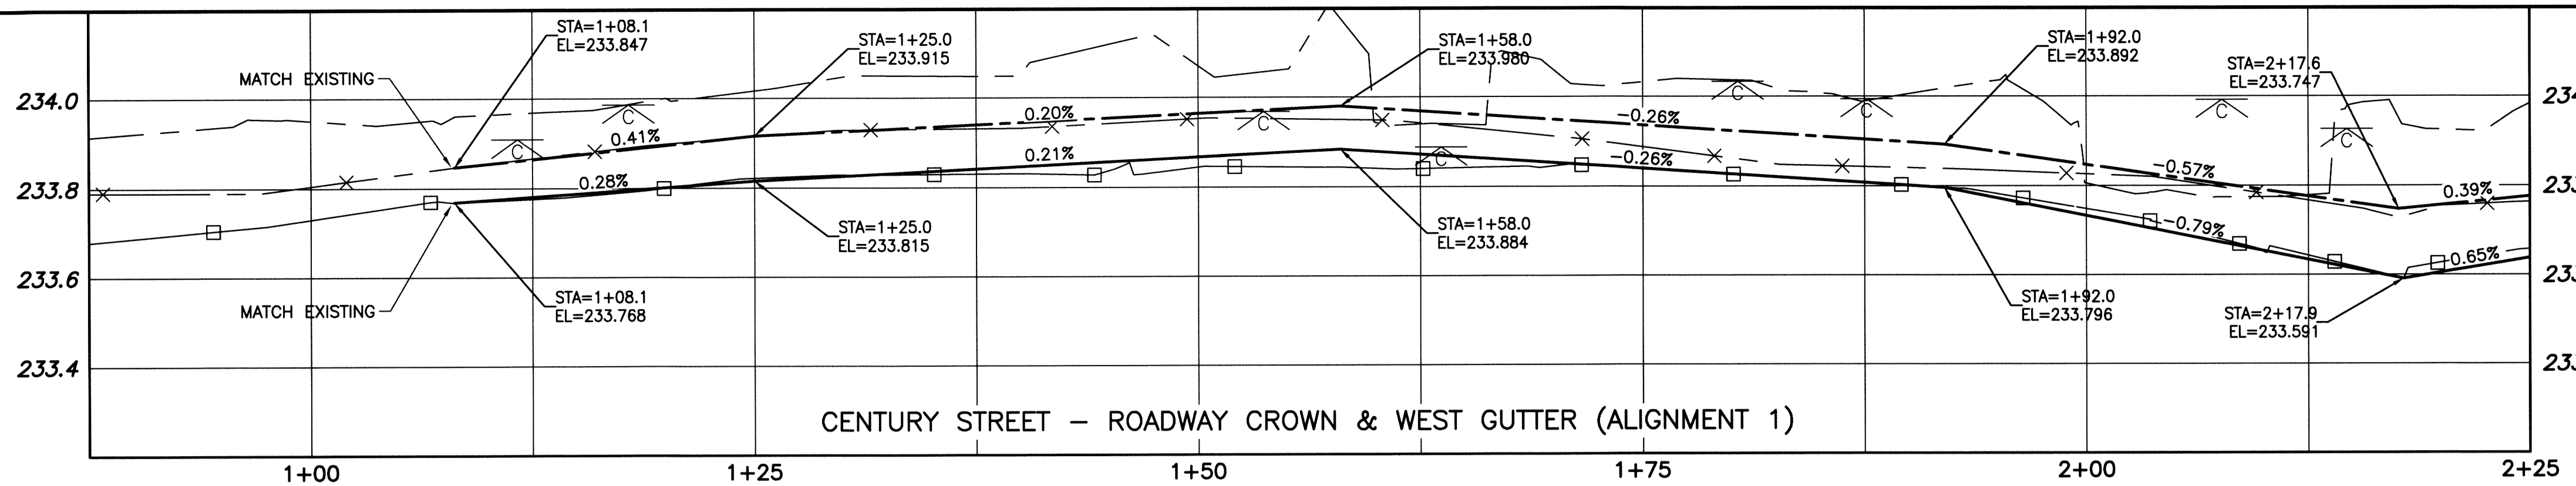 STA=1+08.1
EL=233.847
STA=1+25.0
EL=233.915
STA=1+58.0
EL=233.980
STA=1+92.0
EL=233.892
STA=2+17.6
EL=233.747
MATCH EXISTING
234.0
C
C
C
C
C
C
C
C
0.41%
0.20%
-0.26%
-0.57%
0.39%
233.8
0.28%
0.21%
-0.26%
-0.79%
0.65%
STA=1+25.0
EL=233.815
STA=1+58.0
EL=233.884
233.6
MATCH EXISTING
STA=1+08.1
EL=233.768
STA=1+92.0
EL=233.796
STA=2+17.9
EL=233.591
233.4
CENTURY STREET – ROADWAY CROWN & WEST GUTTER (ALIGNMENT 1)
1+00
1+25
1+50
1+75
2+00
2+25